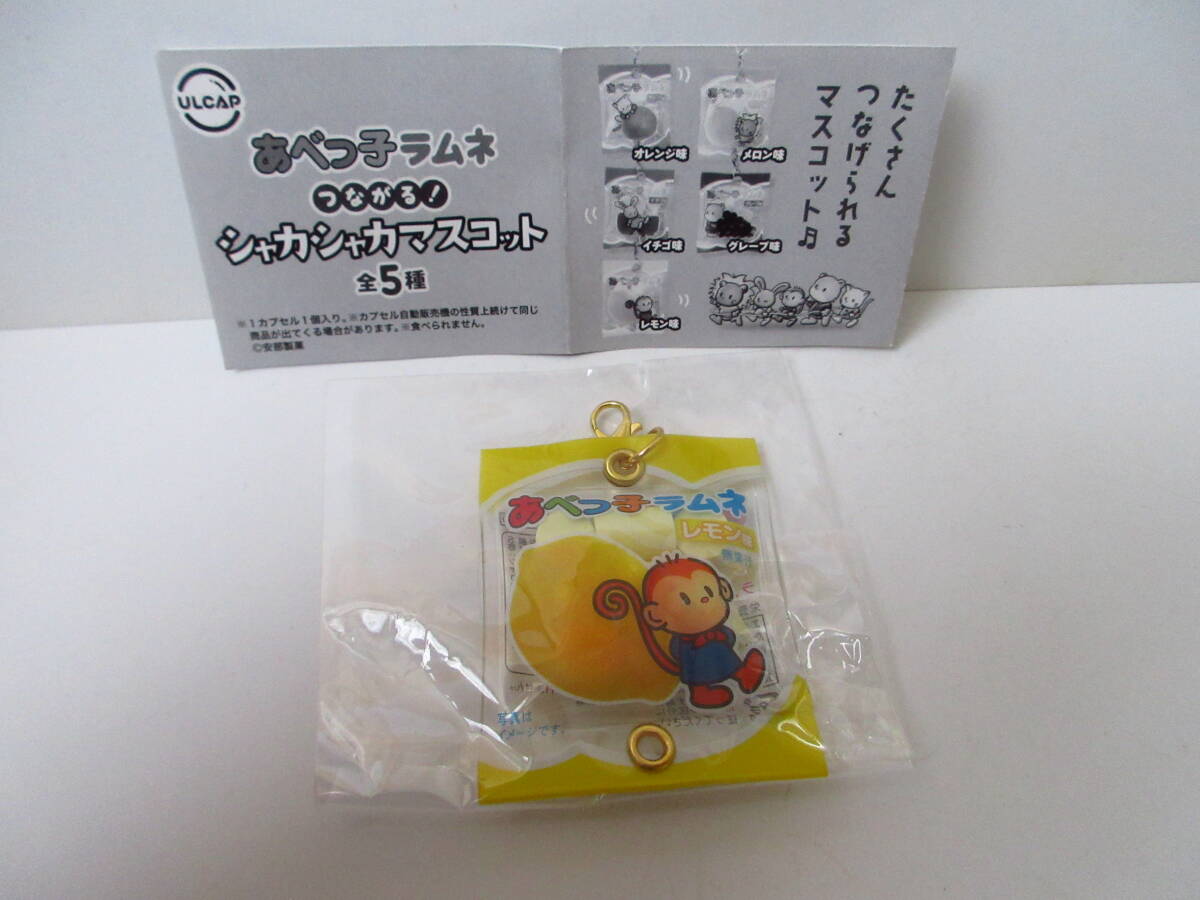 ULCAP
あべっ子ラムネ
つながる！
シャカシャカマスコット
全5種
※1カプセル1個入り。※カプセル自動販売機の性質上続けて同じ
商品が出てくる場合があります。※食べられません。
©安部製菓
オレンジ味
メロン味
イチゴ味
グレープ味
レモン味
たくさん
つなげられる
マスコット♬
あべっ子ラムネ
レモン味
写真は
イメージです。